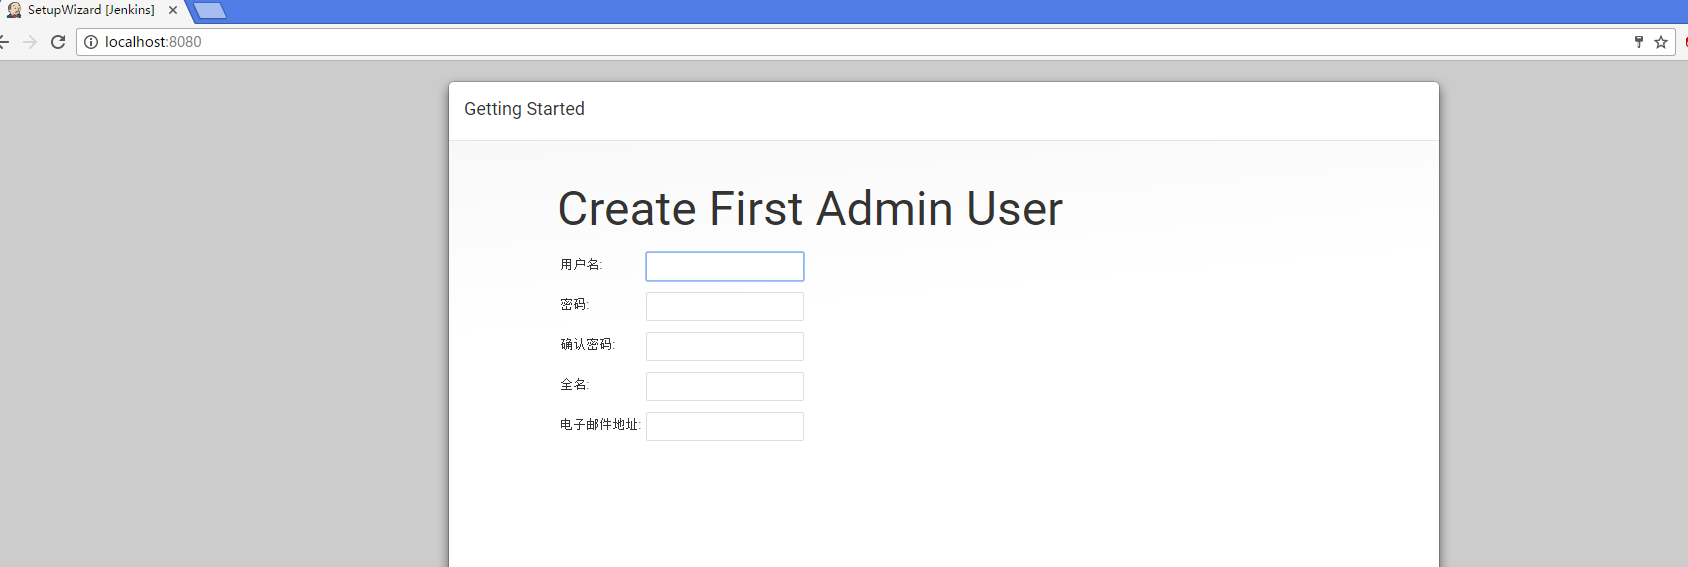 SetupWizard [Jenkins]
localhost:8080
Getting Started
Create First Admin User
用户名:
密码:
确认密码:
全名:
电子邮件地址: